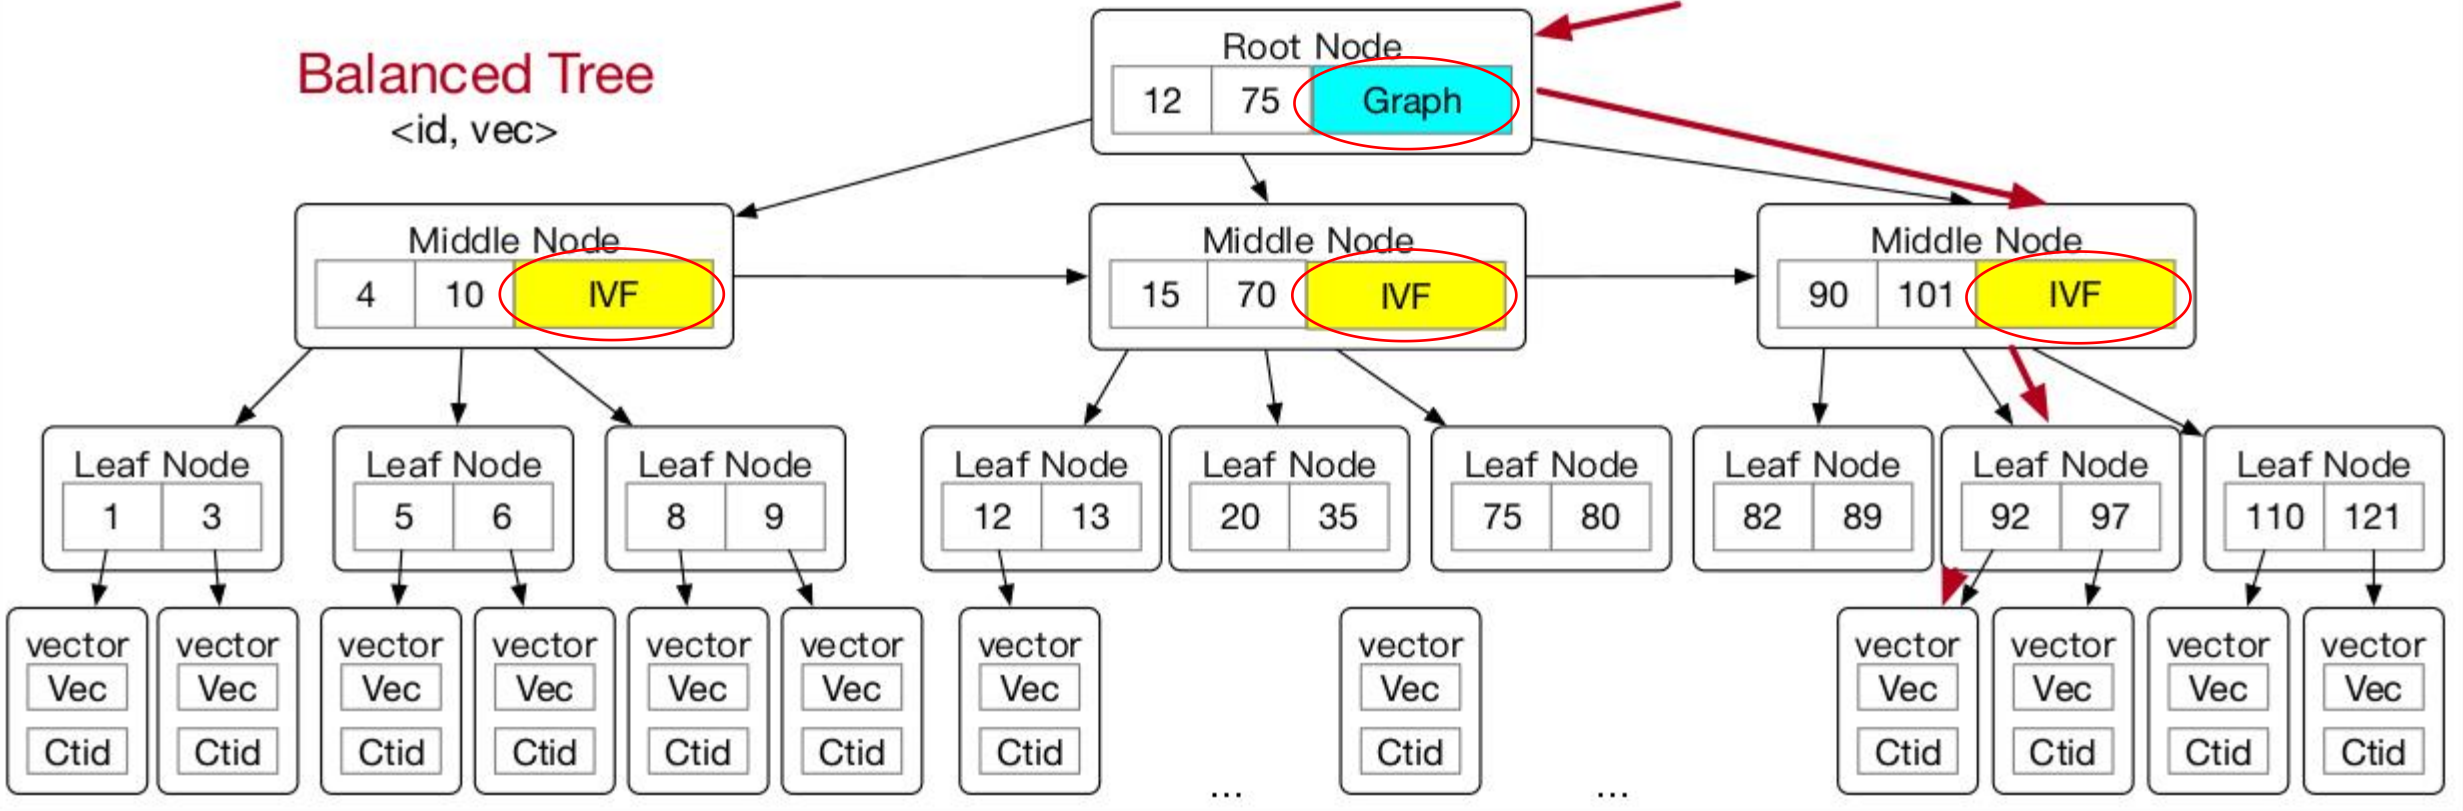 Balanced Tree
<id, vec>
Root Node
12 75 Graph
Middle Node
4 10 IVF
Middle Node
15 70 IVF
Middle Node
90 101 IVF
Leaf Node
1 3
Leaf Node
5 6
Leaf Node
8 9
Leaf Node
12 13
Leaf Node
20 35
Leaf Node
75 80
Leaf Node
82 89
Leaf Node
92 97
Leaf Node
110 121
vector
Vec
Ctid
vector
Vec
Ctid
vector
Vec
Ctid
vector
Vec
Ctid
vector
Vec
Ctid
vector
Vec
Ctid
vector
Vec
Ctid
...
vector
Vec
Ctid
...
vector
Vec
Ctid
vector
Vec
Ctid
vector
Vec
Ctid
vector
Vec
Ctid